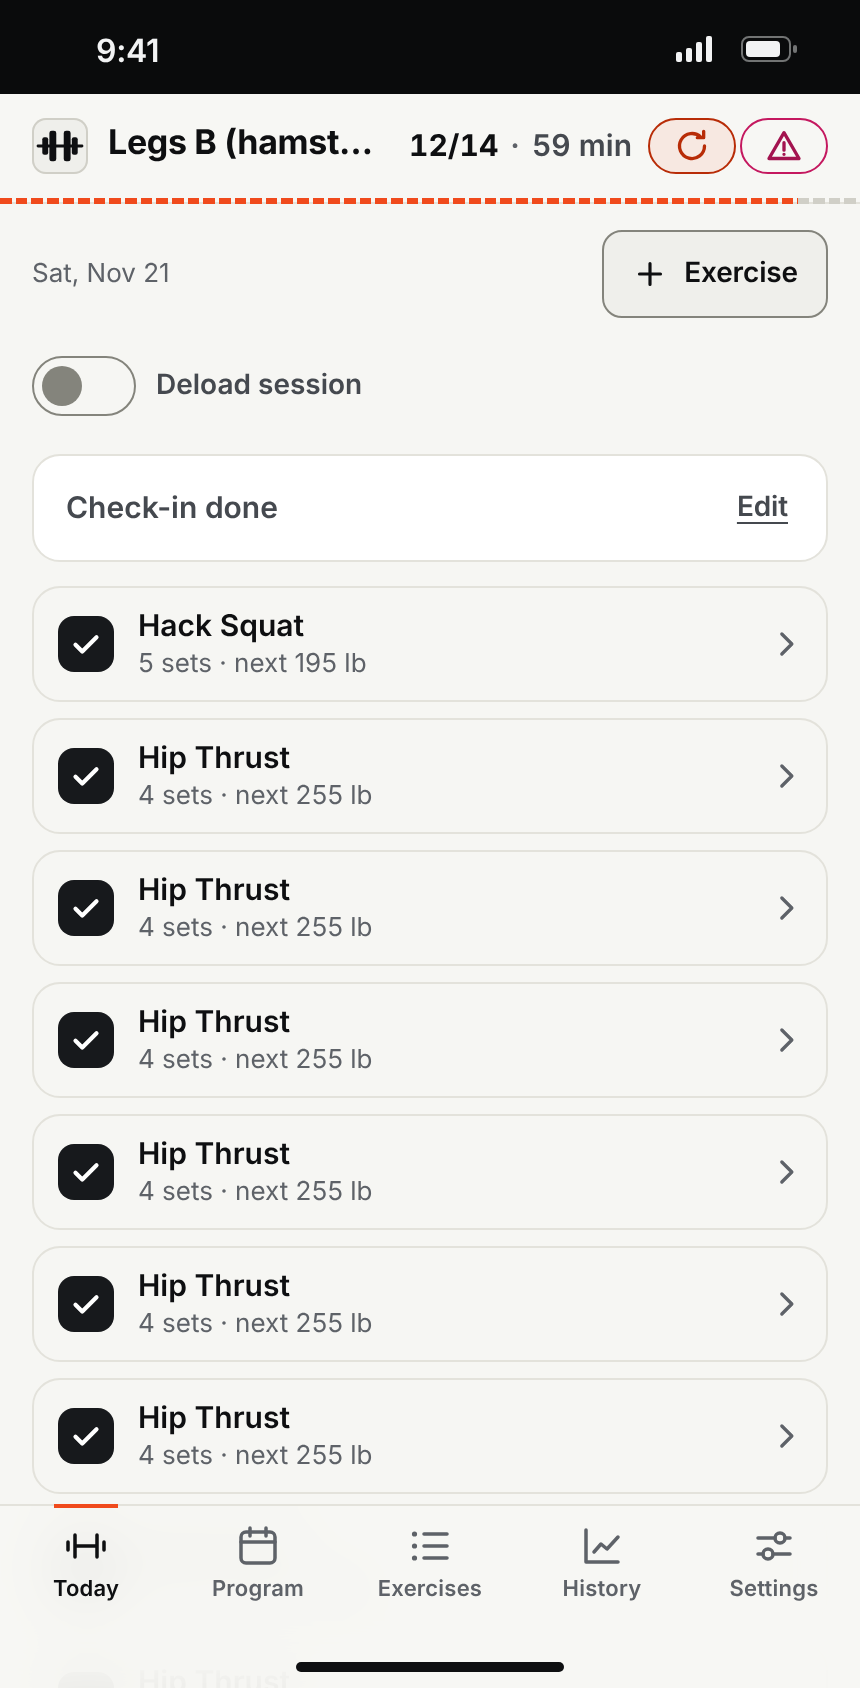 9:41
Legs B (hamst... 12/14 · 59 min
Sat, Nov 21
Exercise
Deload session
Check-in done
Edit
Hack Squat
5 sets · next 195 lb
Hip Thrust
4 sets · next 255 lb
Hip Thrust
4 sets · next 255 lb
Hip Thrust
4 sets · next 255 lb
Hip Thrust
4 sets · next 255 lb
Hip Thrust
4 sets · next 255 lb
Hip Thrust
4 sets · next 255 lb
Today
Program
Exercises
History
Settings
Hip Thrust